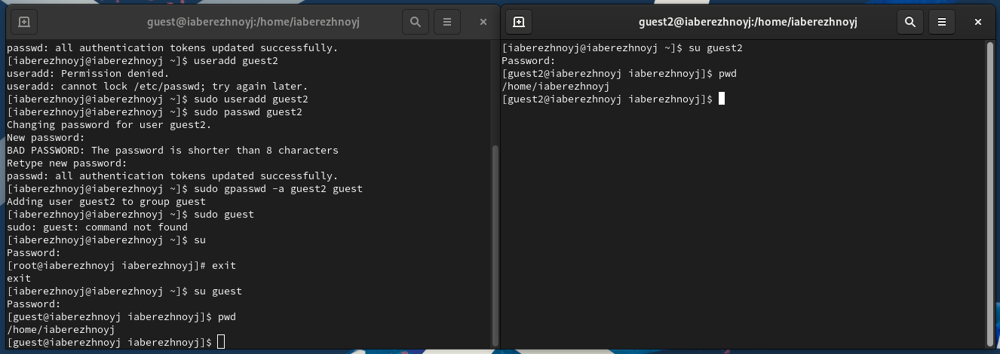 guest@iaberezhnoyj:/home/iaberezhnoyj
passwd: all authentication tokens updated successfully.
[iaberezhnoyj@iaberezhnoyj ~]$ useradd guest2
useradd: Permission denied.
useradd: cannot lock /etc/passwd; try again later.
[iaberezhnoyj@iaberezhnoyj ~]$ sudo useradd guest2
[iaberezhnoyj@iaberezhnoyj ~]$ sudo passwd guest2
Changing password for user guest2.
New password:
BAD PASSWORD: The password is shorter than 8 characters
Retype new password:
passwd: all authentication tokens updated successfully.
[iaberezhnoyj@iaberezhnoyj ~]$ sudo gpasswd -a guest2 guest
Adding user guest2 to group guest
[iaberezhnoyj@iaberezhnoyj ~]$ sudo guest
sudo: guest: command not found
[iaberezhnoyj@iaberezhnoyj ~]$ su
Password:
[root@iaberezhnoyj iaberezhnoyj]# exit
exit
[iaberezhnoyj@iaberezhnoyj ~]$ su guest
Password:
[guest@iaberezhnoyj iaberezhnoyj]$ pwd
/home/iaberezhnoyj
[guest@iaberezhnoyj iaberezhnoyj]$
guest2@iaberezhnoyj:/home/iaberezhnoyj
[iaberezhnoyj@iaberezhnoyj ~]$ su guest2
Password:
[guest2@iaberezhnoyj iaberezhnoyj]$ pwd
/home/iaberezhnoyj
[guest2@iaberezhnoyj iaberezhnoyj]$